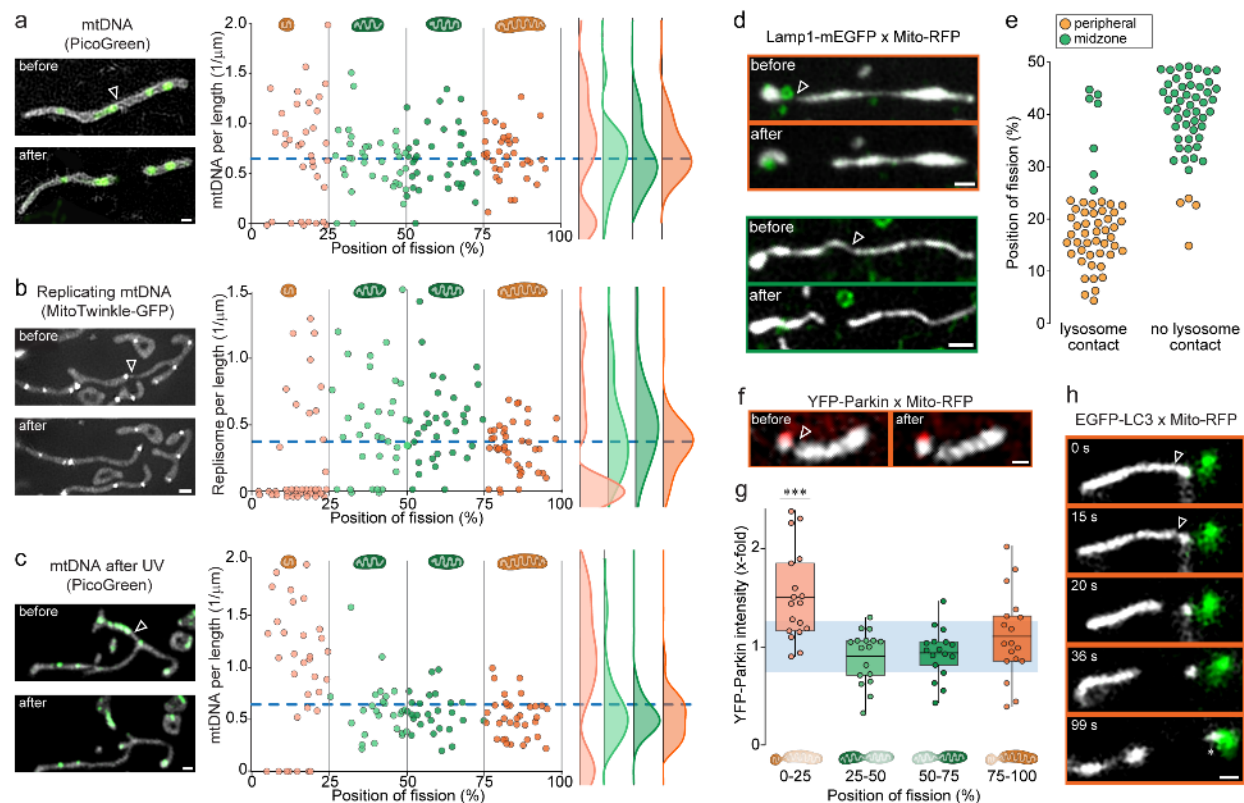 a
mtDNA
(PicoGreen)
before
after
mtDNA per length (1/µm)
2.0
1.5
1.0
0.5
0
0 25 50 75 100
Position of fission (%)
b
Replicating mtDNA
(MitoTwinkle-GFP)
before
after
Replisome per length (1/µm)
1.5
1.0
0.5
0
0 25 50 75 100
Position of fission (%)
c
mtDNA after UV
(PicoGreen)
before
after
mtDNA per length (1/µm)
2.0
1.5
1.0
0.5
0
0 25 50 75 100
Position of fission (%)
d
Lamp1-mEGFP x Mito-RFP
before
after
before
after
e
peripheral
midzone
Position of fission (%)
50
40
30
20
10
0
lysosome
contact
no lysosome
contact
f
YFP-Parkin x Mito-RFP
before
after
g
***
YFP-Parkin intensity (x-fold)
2
1
0
0-25 25-50 50-75 75-100
Position of fission (%)
h
EGFP-LC3 x Mito-RFP
0 s
15 s
20 s
36 s
99 s
*